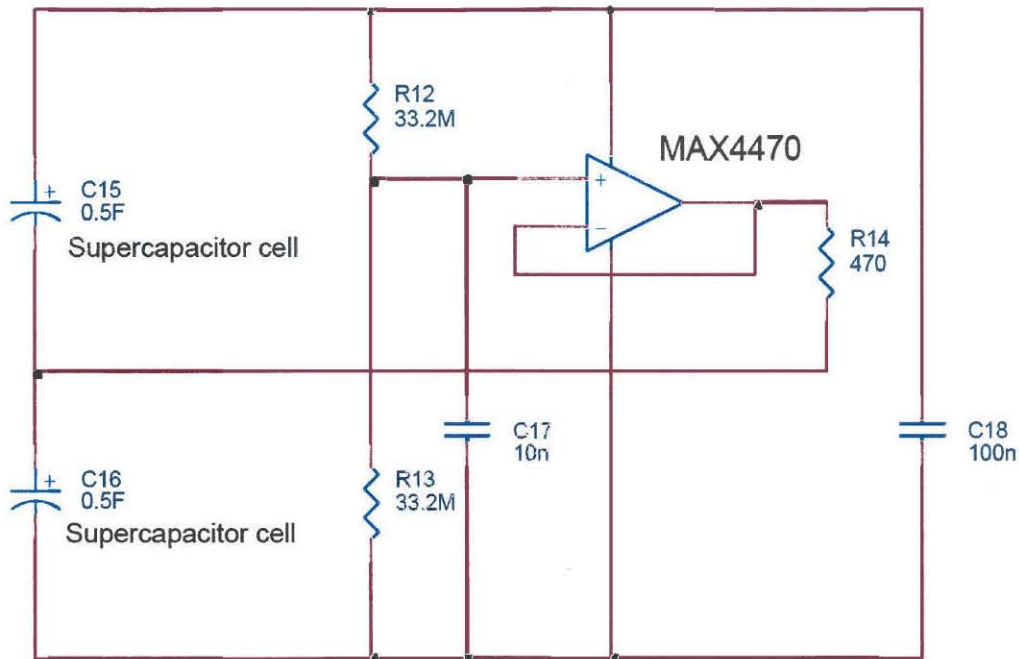 R12
33.2M
MAX4470
+
C15
0.5F
Supercapacitor cell
+
−
R14
470
C17
10n
C18
100n
+
C16
0.5F
Supercapacitor cell
R13
33.2M